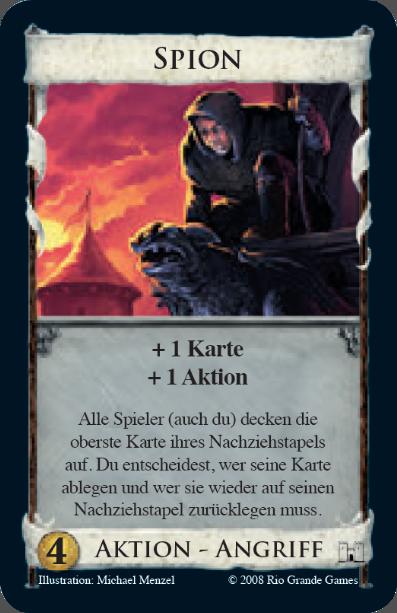 Spion
+ 1 Karte
+ 1 Aktion
Alle Spieler (auch du) decken die
oberste Karte ihres Nachziehstapels
auf. Du entscheidest, wer seine Karte
ablegen und wer sie wieder auf seinen
Nachziehstapel zurücklegen muss.
4 Aktion - Angriff
Illustration: Michael Menzel © 2008 Rio Grande Games